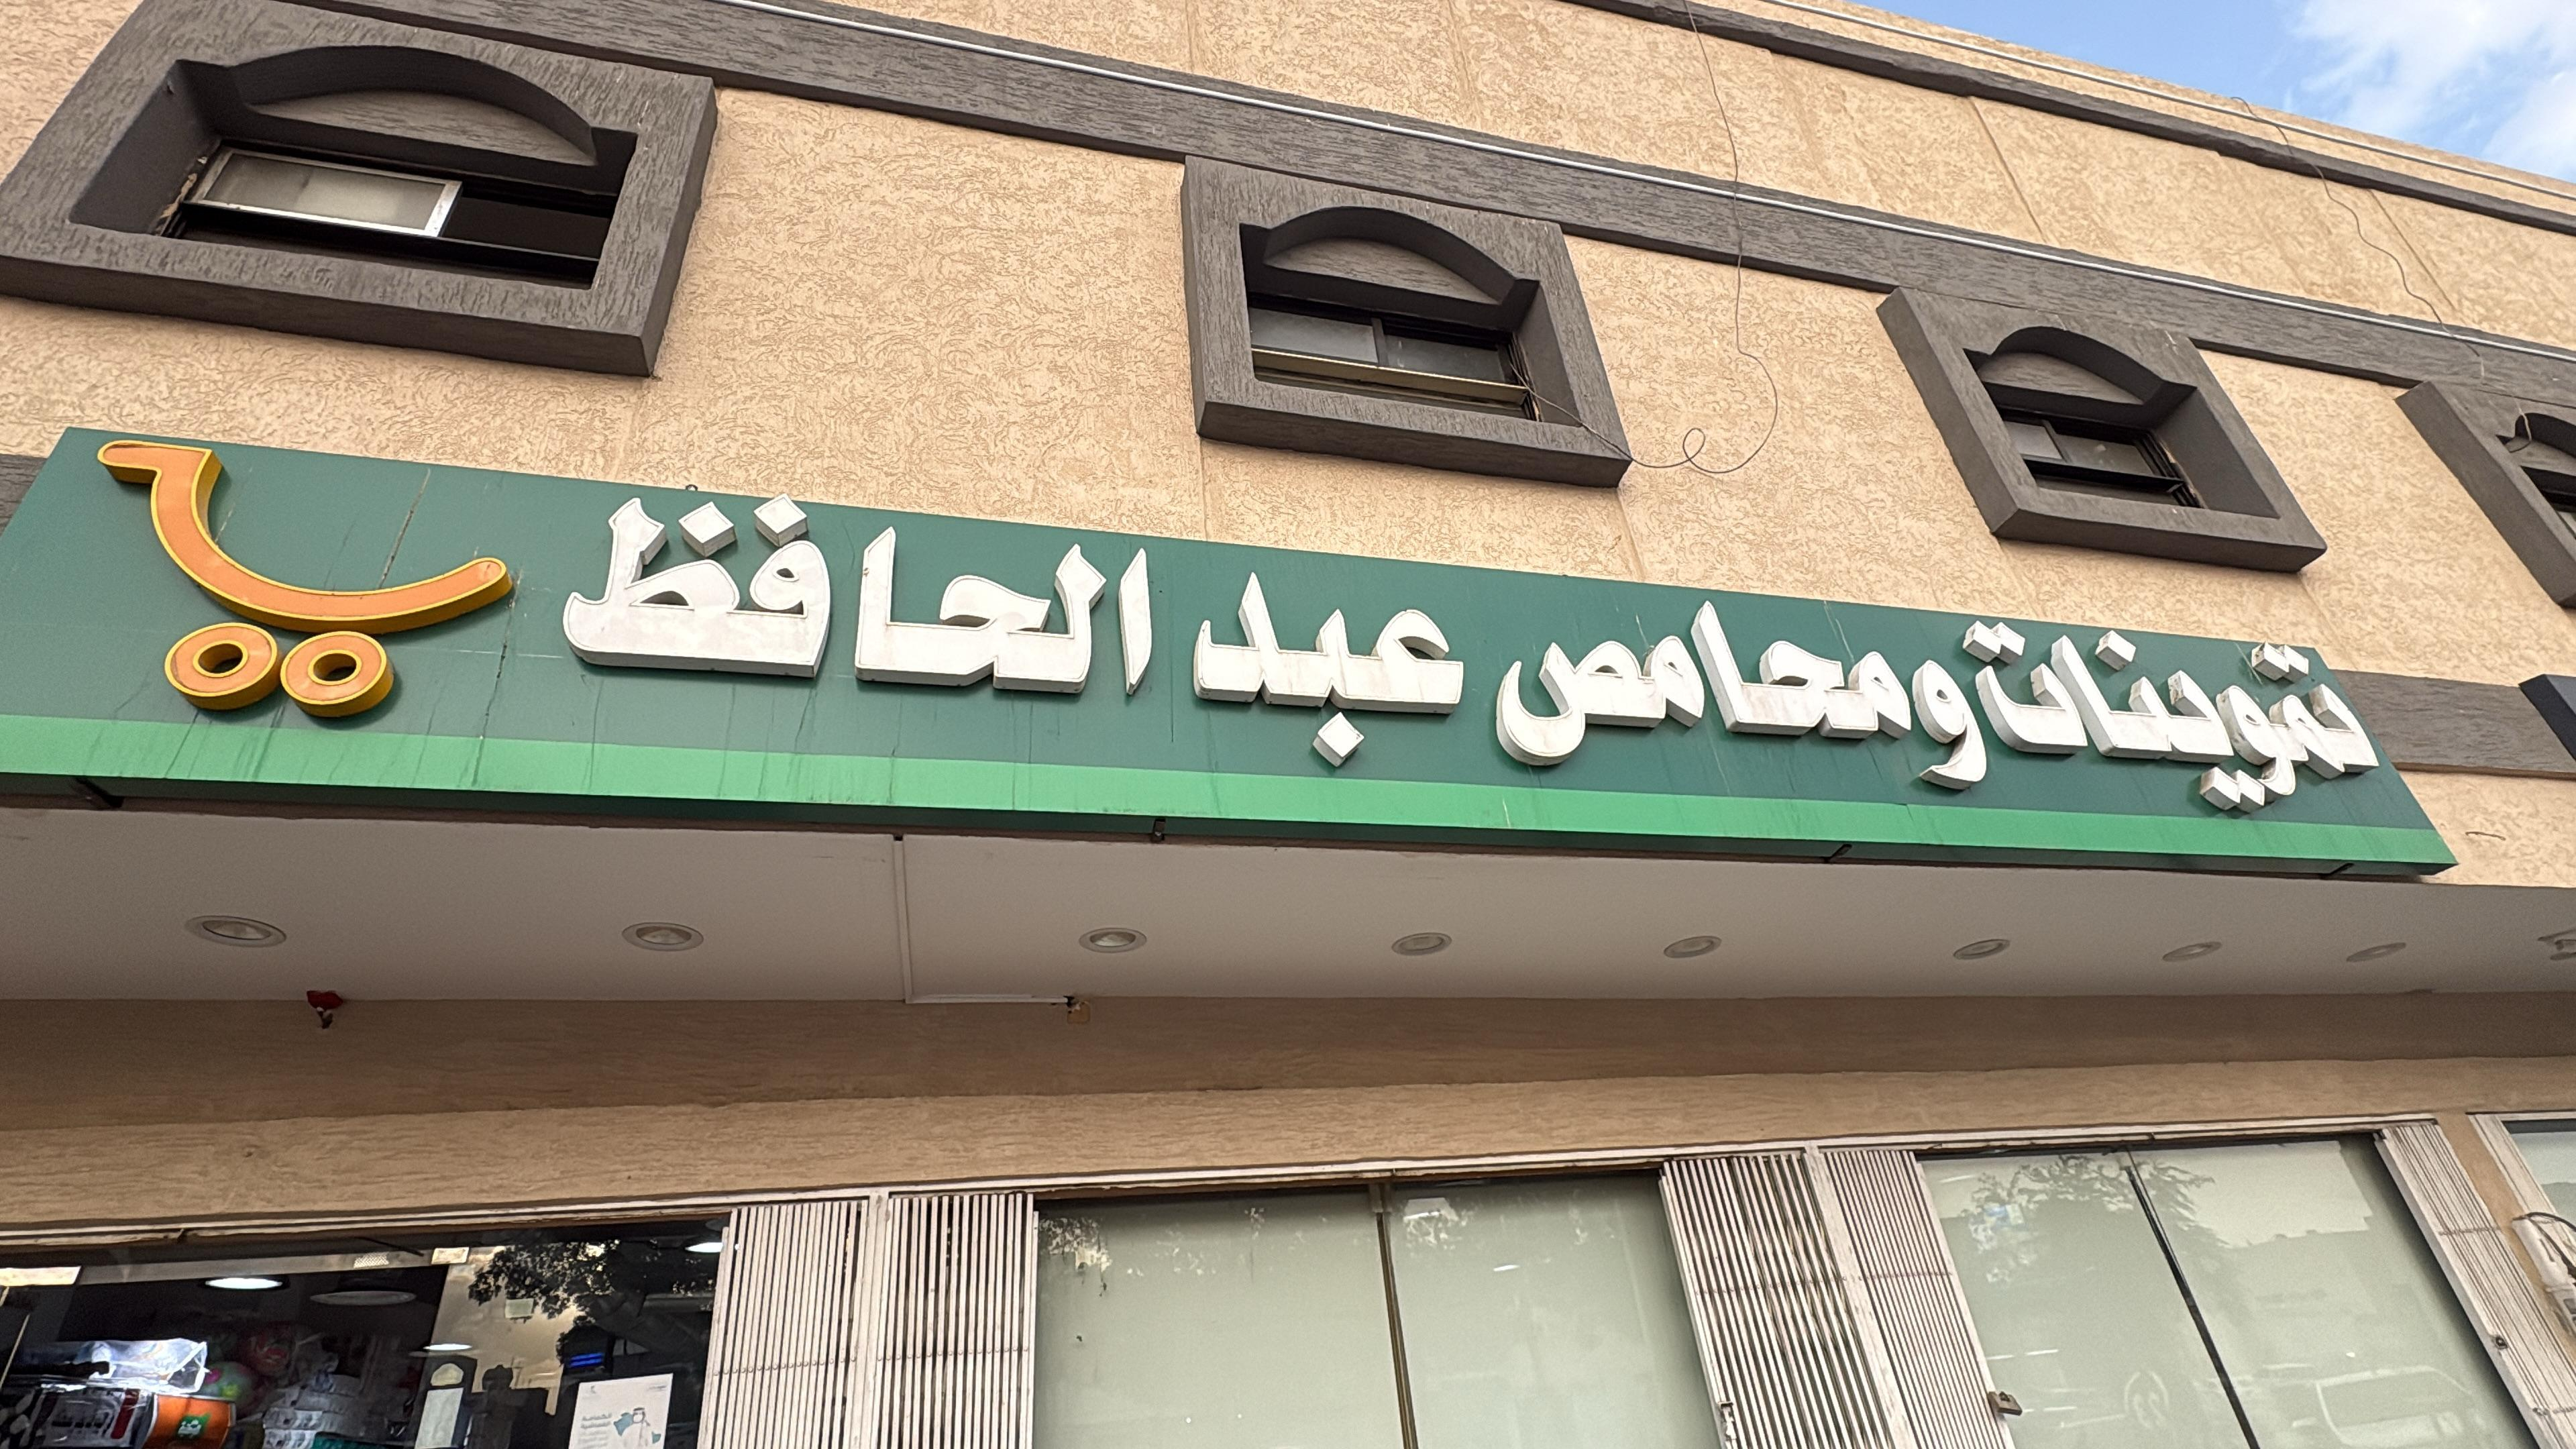 تموينات ومحامص عبد الحافظ